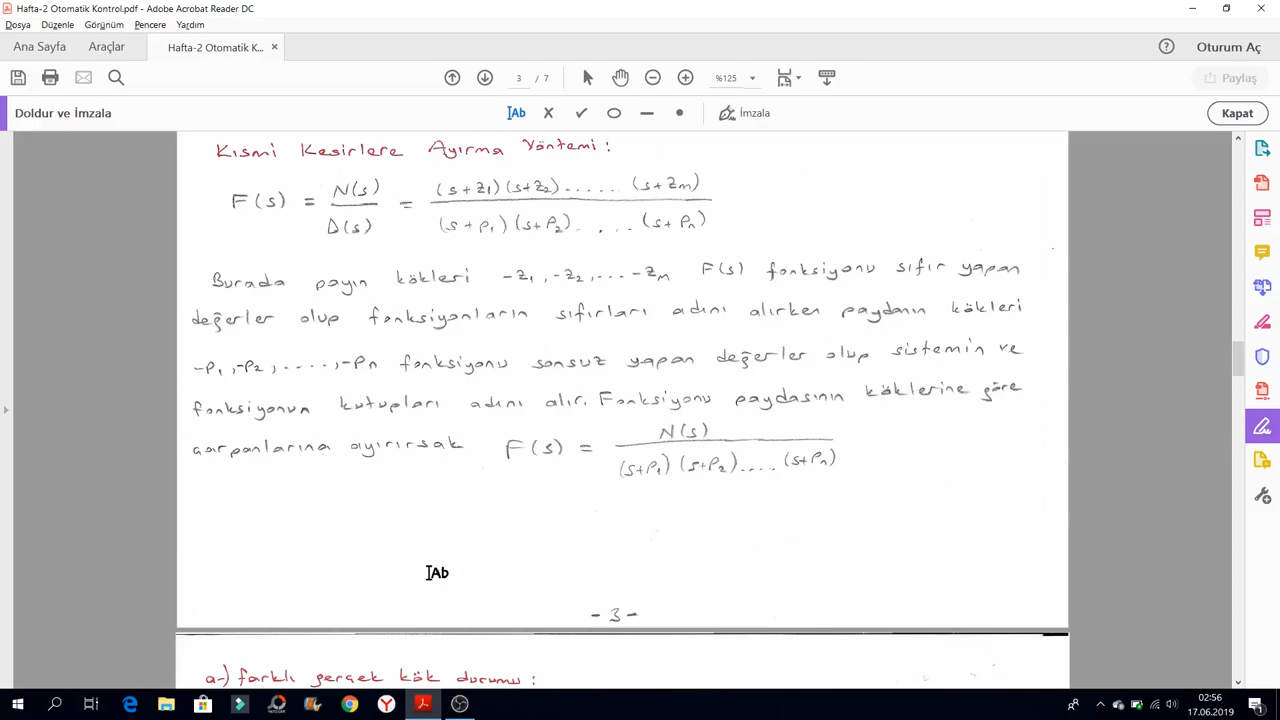 Hafta-2 Otomatik Kontrol.pdf - Adobe Acrobat Reader DC
Dosya Düzenle Görünüm Pencere Yardım
Ana Sayfa Araçlar Hafta-2 Otomatik K... × Oturum Aç
3 / 7 %125 Paylaş
Doldur ve İmzala Ab İmzala Kapat
Kısmi Kesirlere Ayırma Yöntemi :
F(s) = N(s)/D(s) = (s+z1)(s+z2)......(s+zm)/(s+p1)(s+p2)....(s+pn)
Burada payın kökleri -z1, -z2, ... -zm F(s) fonksiyonu sıfır yapan
değerler olup fonksiyonların sıfırları adını alırken paydanın kökleri
-p1, -p2, ....., -pn fonksiyonu sonsuz yapan değerler olup sistemin ve
fonksiyonun kutupları adını alır. Fonksiyonu paydasının köklerine göre
çarpanlarına ayırırsak F(s) = N(s)/(s+p1)(s+p2)....(s+pn)
Ab
- 3 -
a-) farklı gerçek kök durumu :
02:56
17.06.2019